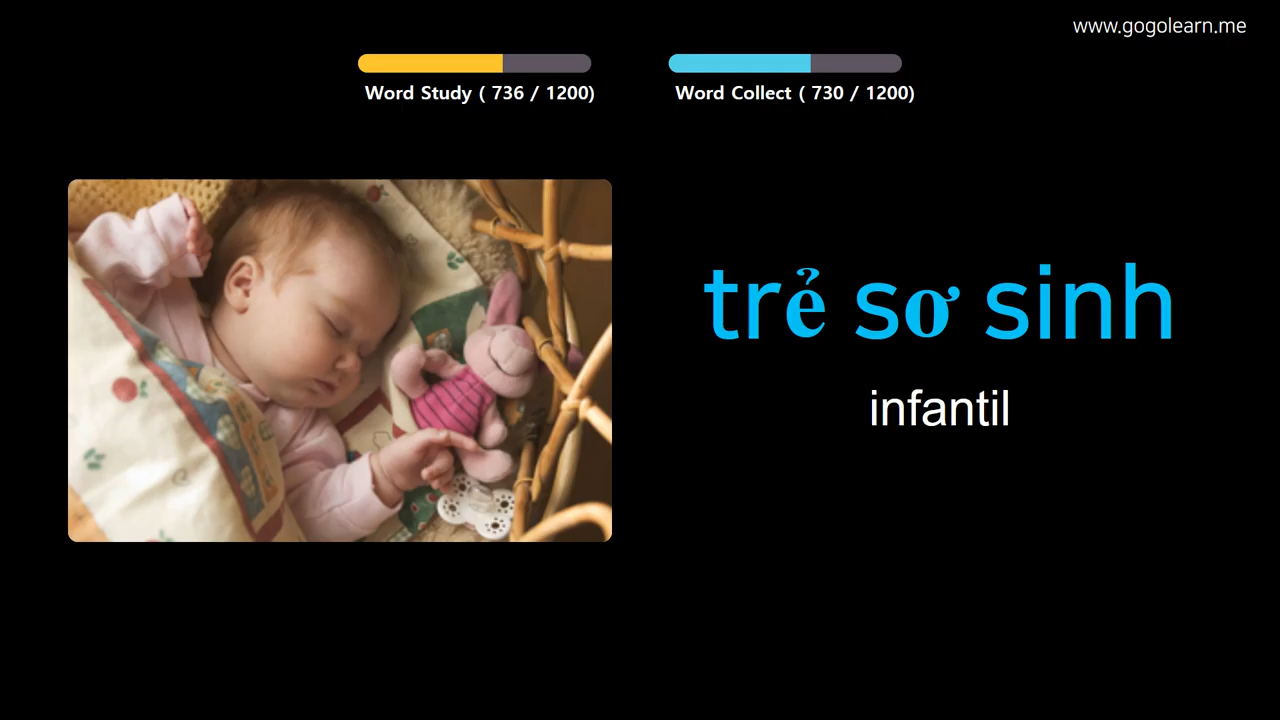 www.gogolearn.me
Word Study ( 736 / 1200)
Word Collect ( 730 / 1200)
trẻ sơ sinh
infantil